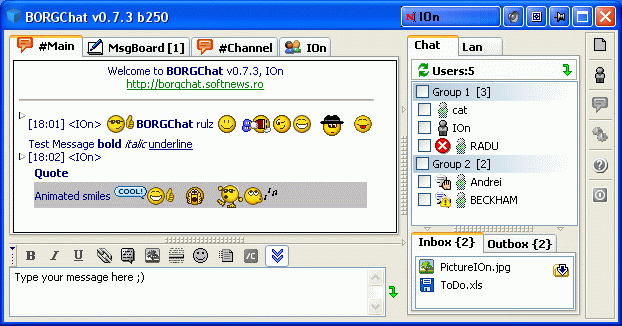 BORGChat v0.7.3 b250
IOn
#Main
MsgBoard [1]
#Channel
IOn
Welcome to BORGChat v0.7.3, IOn
http://borgchat.softnews.ro
[18:01] <IOn> BORGChat rulz
Test Message bold italic underline
[18:02] <IOn>
Quote
Animated smiles COOL!
B I U /C
Type your message here ;)
Chat
Lan
Users:5
Group 1 [3]
cat
IOn
RADU
Group 2 [2]
Andrei
BECKHAM
Inbox {2}
Outbox {2}
PictureIOn.jpg
ToDo.xls